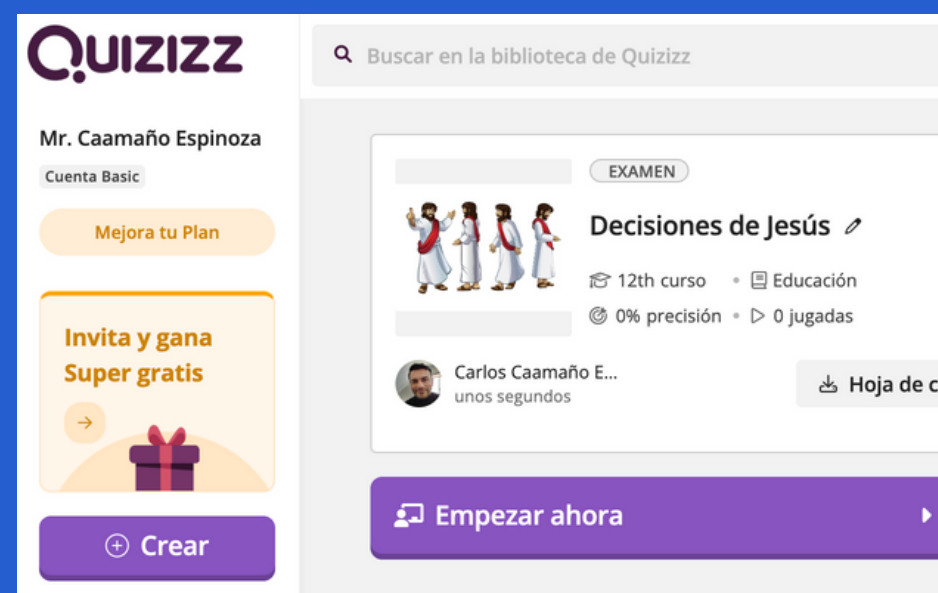 QUIZIZZ
Mr. Caamaño Espinoza
Cuenta Basic
Mejora tu Plan
Invita y gana
Super gratis
Crear
Buscar en la biblioteca de Quizizz
EXAMEN
Decisiones de Jesús
12th curso • Educación
0% precisión • 0 jugadas
Carlos Caamaño E...
unos segundos
Hoja de c
Empezar ahora